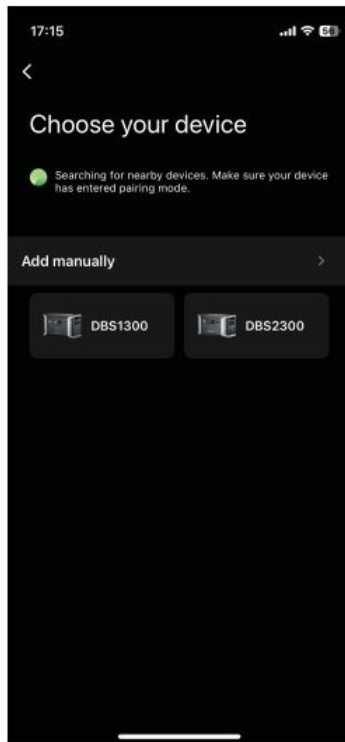 17:15
56
Choose your device
Searching for nearby devices. Make sure your device
has entered pairing mode.
Add manually
DBS1300
DBS2300